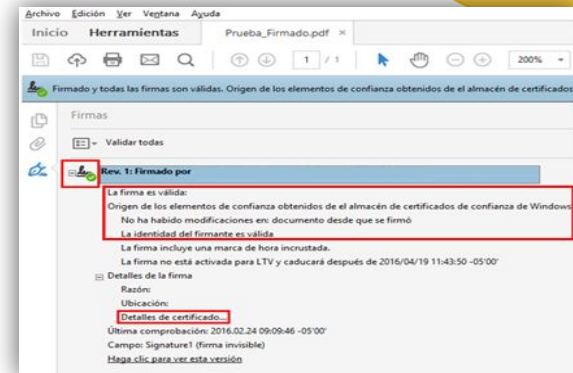 Archivo Edición Ver Ventana Ayuda
Inicio Herramientas Prueba_Firmado.pdf ×
1 / 1 200%
Firmado y todas las firmas son válidas. Origen de los elementos de confianza obtenidos de el almacén de certificados
Firmas
Validar todas
Rev. 1: Firmado por
La firma es válida:
Origen de los elementos de confianza obtenidos de el almacén de certificados de confianza de Windows
No ha habido modificaciones en: documento desde que se firmó
La identidad del firmante es válida
La firma incluye una marca de hora incrustada.
La firma no está activada para LTV y caducará después de 2016/04/19 11:43:50 -05'00'
Detalles de la firma
Razón:
Ubicación:
Detalles de certificado...
Última comprobación: 2016.02.24 09:09:46 -05'00'
Campo: Signature1 (firma invisible)
Haga clic para ver esta versión